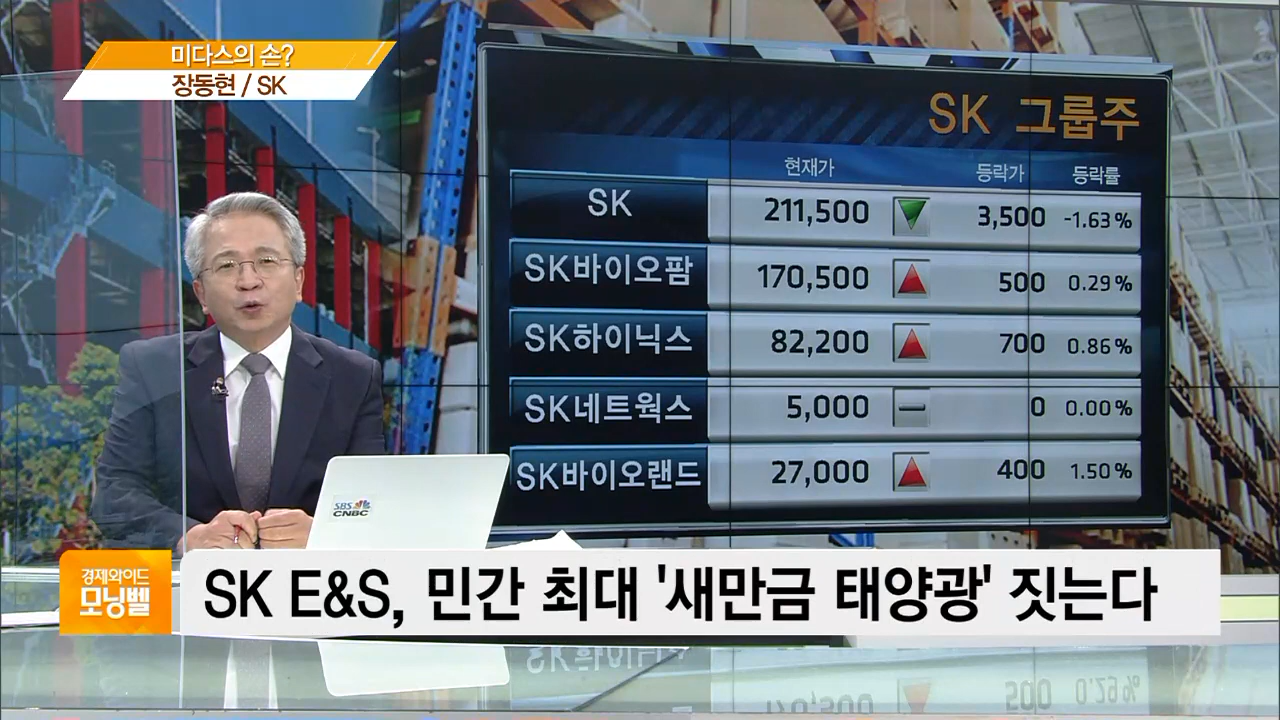 미다스의 손?
장동현 / SK
SK 그룹주
현재가 등락가 등락률
SK 211,500 3,500 -1.63%
SK바이오팜 170,500 500 0.29%
SK하이닉스 82,200 700 0.86%
SK네트웍스 5,000 0 0.00%
SK바이오랜드 27,000 400 1.50%
SBS
CNBC
경제와이드
모닝벨
SK E&S, 민간 최대 '새만금 태양광' 짓는다